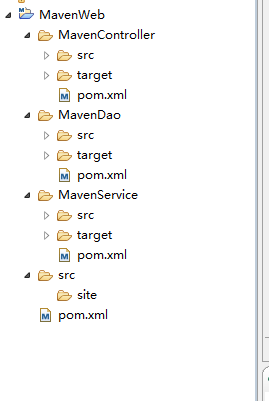 MavenWeb
MavenController
src
target
pom.xml
MavenDao
src
target
pom.xml
MavenService
src
target
pom.xml
src
site
pom.xml